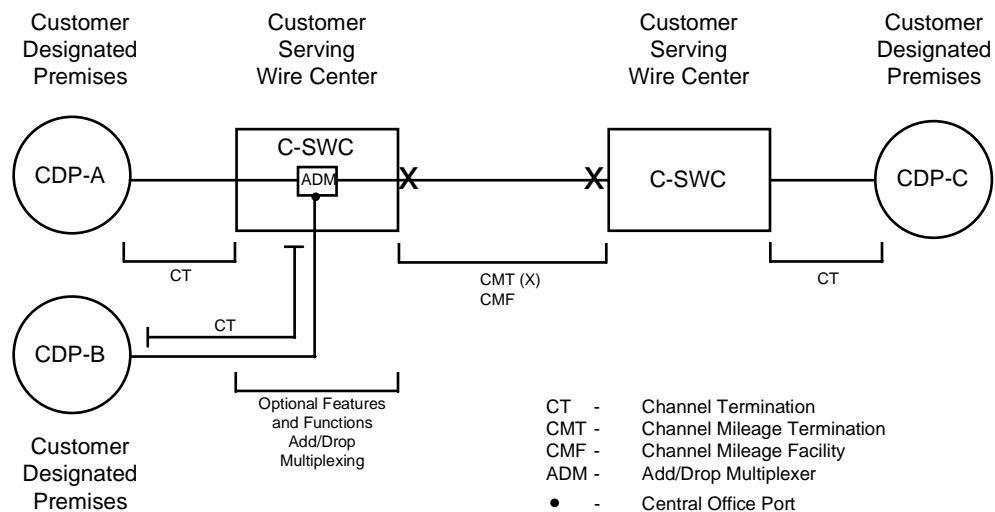 Customer
Designated
Premises
Customer
Serving
Wire Center
Customer
Serving
Wire Center
Customer
Designated
Premises
CDP-A
C-SWC
ADM
X
X
C-SWC
CDP-C
CT
CMT (X)
CMF
CT
CT
CDP-B
Optional Features
and Functions
Add/Drop
Multiplexing
Customer
Designated
Premises
CT - Channel Termination
CMT - Channel Mileage Termination
CMF - Channel Mileage Facility
ADM - Add/Drop Multiplexer
• - Central Office Port